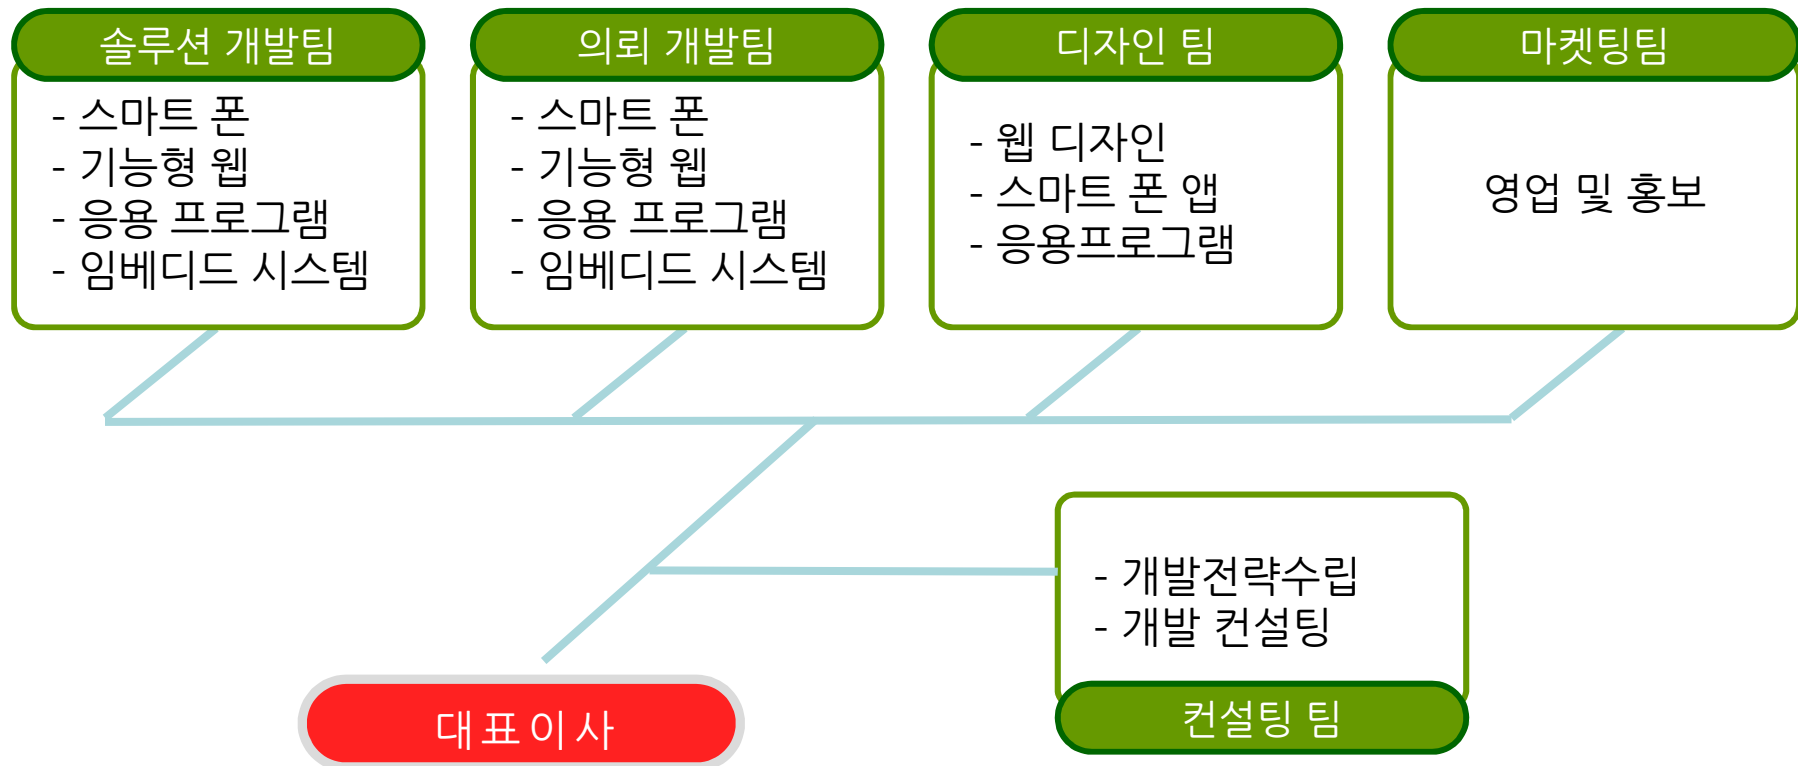 솔루션 개발팀
- 스마트 폰
- 기능형 웹
- 응용 프로그램
- 임베디드 시스템
의뢰 개발팀
- 스마트 폰
- 기능형 웹
- 응용 프로그램
- 임베디드 시스템
디자인 팀
- 웹 디자인
- 스마트 폰 앱
- 응용프로그램
마켓팅팀
영업 및 홍보
- 개발전략수립
- 개발 컨설팅
컨설팅 팀
대표이사